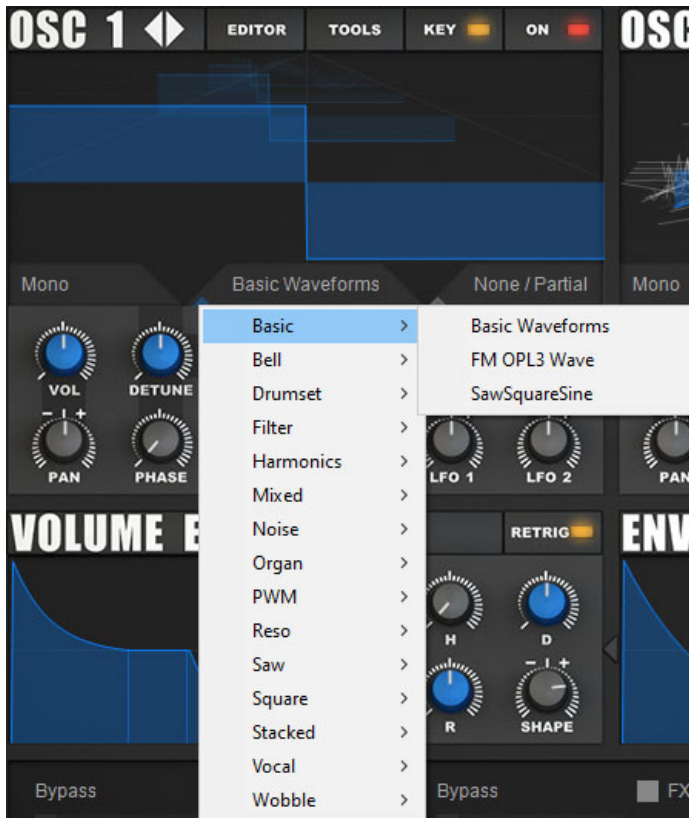 OSC 1 EDITOR TOOLS KEY ON OSC
Mono Basic Waveforms None / Partial Mono
Basic > Basic Waveforms
Bell > FM OPL3 Wave
Drumset > SawSquareSine
Filter >
Harmonics >
Mixed >
Noise >
Organ >
PWM >
Reso >
Saw >
Square >
Stacked >
Vocal >
Wobble >
VOL DETUNE
PAN PHASE LFO 1 LFO 2 PAN
VOLUME E RETRIG ENV
H D
R SHAPE
Bypass Bypass FX